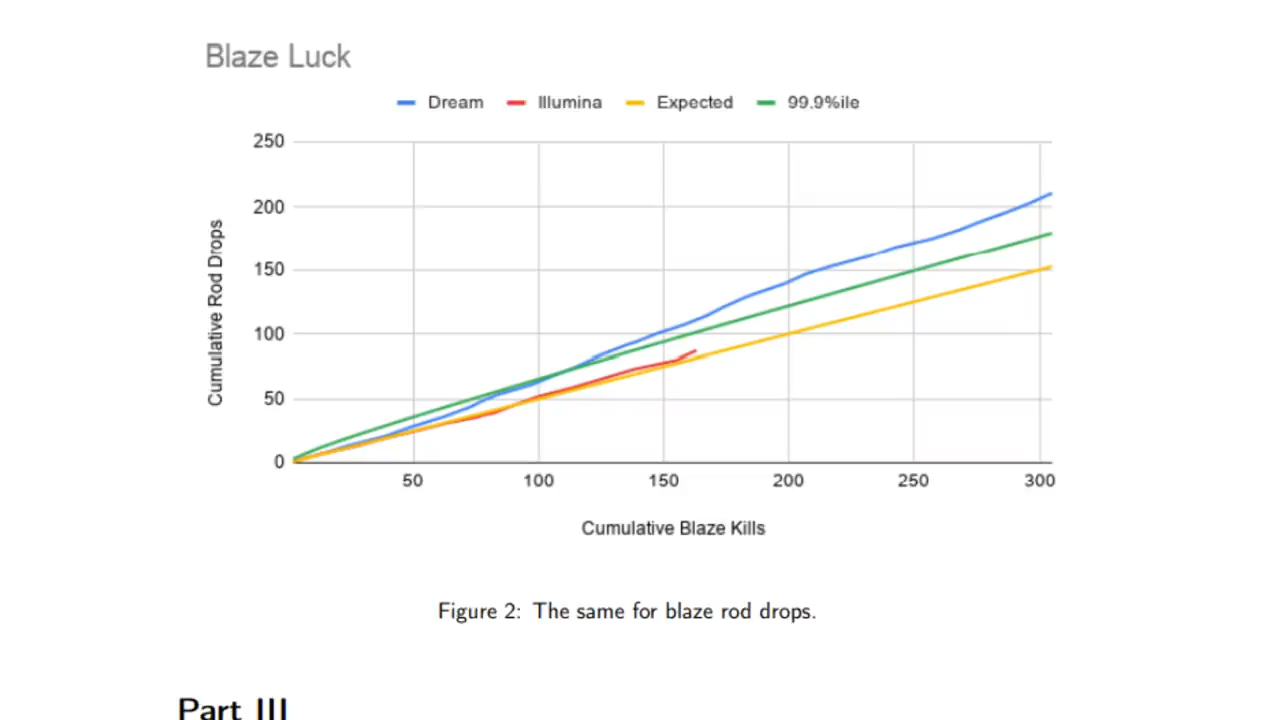 Blaze Luck
Dream Illumina Expected 99.9%ile
250
200
150
100
50
0
Cumulative Rod Drops
50 100 150 200 250 300
Cumulative Blaze Kills
Figure 2: The same for blaze rod drops.
Part III